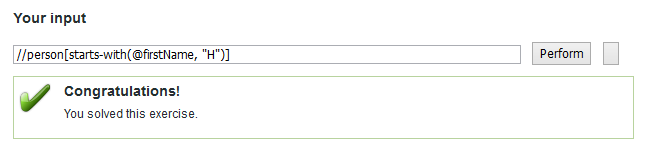 Your input
//person[starts-with(@firstName, "H")] Perform
Congratulations!
You solved this exercise.